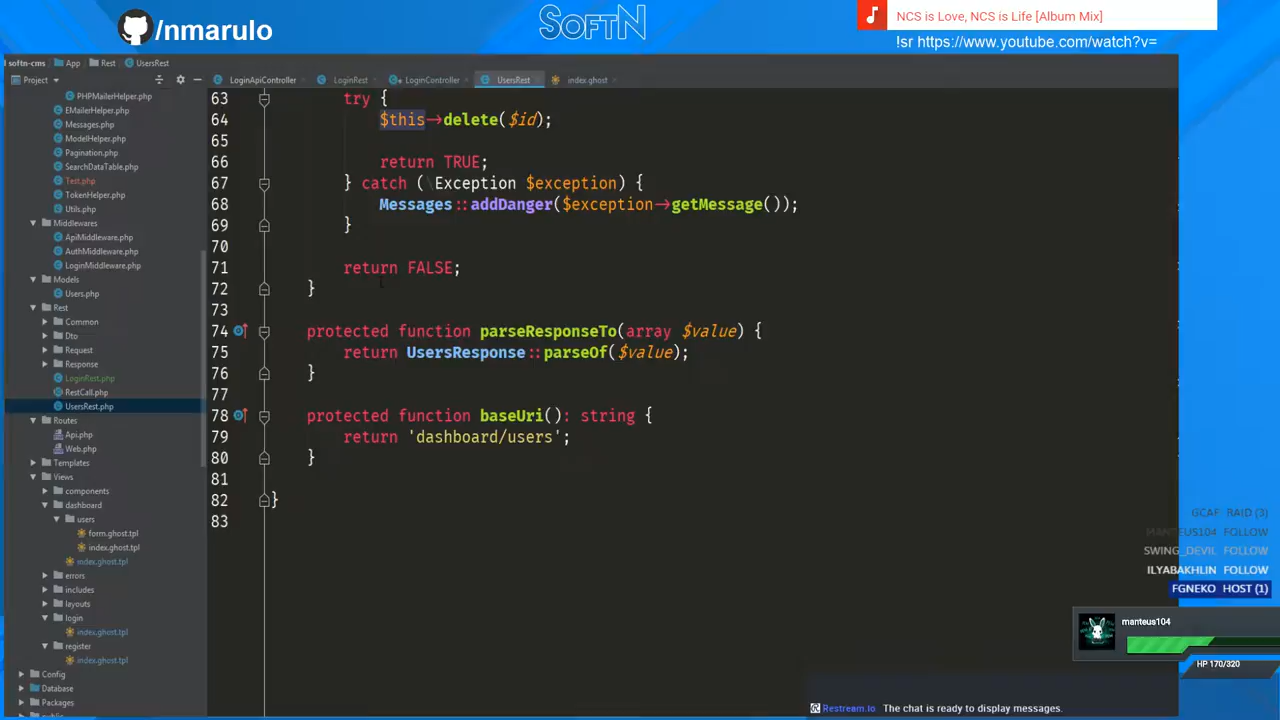 /nmarulo
SOFTN
NCS is Love, NCS is Life [Album Mix]
!sr https://www.youtube.com/watch?v=
softn-cms App Rest UsersRest
Project
LoginApiController LoginRest LoginController UsersRest index.ghost
PHPMailerHelper.php
EMailerHelper.php
Messages.php
ModelHelper.php
Pagination.php
SearchDataTable.php
Test.php
TokenHelper.php
Utils.php
Middlewares
ApiMiddleware.php
AuthMiddleware.php
LoginMiddleware.php
Models
Users.php
Rest
Common
Dto
Request
Response
LoginRest.php
RestCall.php
UsersRest.php
Routes
Api.php
Web.php
Templates
Views
components
dashboard
users
form.ghost.tpl
index.ghost.tpl
index.ghost.tpl
errors
includes
layouts
login
index.ghost.tpl
register
index.ghost.tpl
Config
Database
Packages
63 try {
64 $this→delete($id);
65
66 return TRUE;
67 } catch (\Exception $exception) {
68 Messages::addDanger($exception→getMessage());
69 }
70
71 return FALSE;
72 }
73
74 protected function parseResponseTo(array $value) {
75 return UsersResponse::parseOf($value);
76 }
77
78 protected function baseUri(): string {
79 return 'dashboard/users';
80 }
81
82 }
83
GCAF_RAID (3)
MANTEUS104 FOLLOW
SWING_DEVIL FOLLOW
ILYABAKHLIN FOLLOW
FGNEKO HOST (1)
manteus104
HP 170/320
Restream.io The chat is ready to display messages.